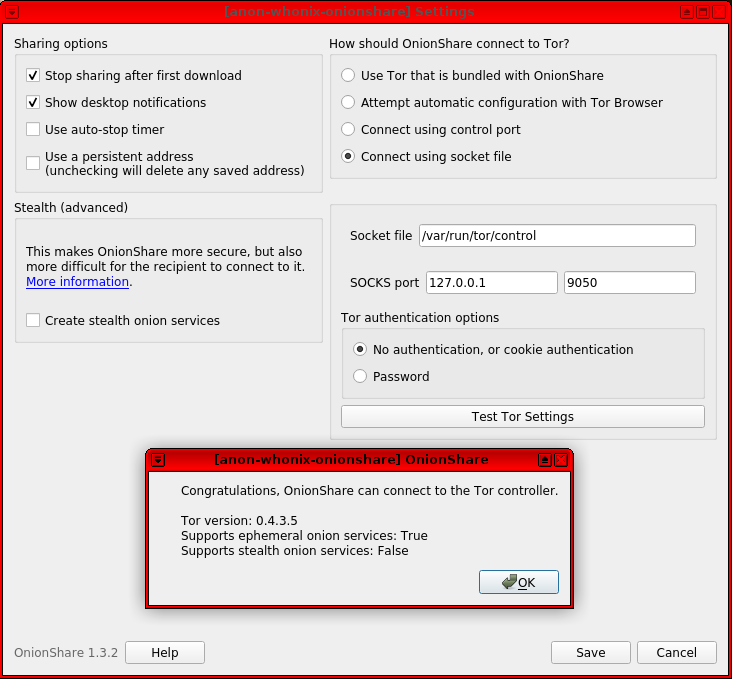 [anon-whonix-onionshare] Settings
Sharing options
Stop sharing after first download
Show desktop notifications
Use auto-stop timer
Use a persistent address
(unchecking will delete any saved address)
Stealth (advanced)
This makes OnionShare more secure, but also
more difficult for the recipient to connect to it.
More information.
Create stealth onion services
How should OnionShare connect to Tor?
Use Tor that is bundled with OnionShare
Attempt automatic configuration with Tor Browser
Connect using control port
Connect using socket file
Socket file /var/run/tor/control
SOCKS port 127.0.0.1 9050
Tor authentication options
No authentication, or cookie authentication
Password
Test Tor Settings
[anon-whonix-onionshare] OnionShare
Congratulations, OnionShare can connect to the Tor controller.
Tor version: 0.4.3.5
Supports ephemeral onion services: True
Supports stealth onion services: False
OK
OnionShare 1.3.2 Help Save Cancel